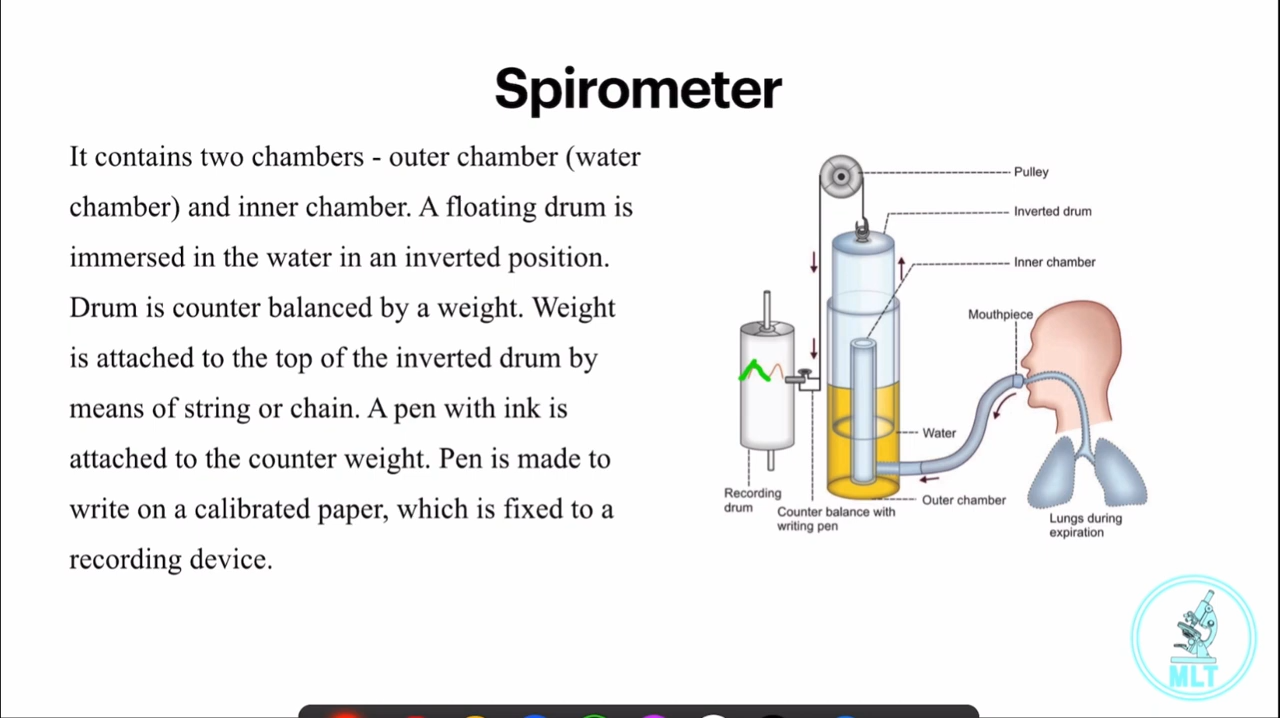 Spirometer
It contains two chambers - outer chamber (water
chamber) and inner chamber. A floating drum is
immersed in the water in an inverted position.
Drum is counter balanced by a weight. Weight
is attached to the top of the inverted drum by
means of string or chain. A pen with ink is
attached to the counter weight. Pen is made to
write on a calibrated paper, which is fixed to a
recording device.
Pulley
Inverted drum
Inner chamber
Mouthpiece
Water
Outer chamber
Recording
drum
Counter balance with
writing pen
Lungs during
expiration
MLT